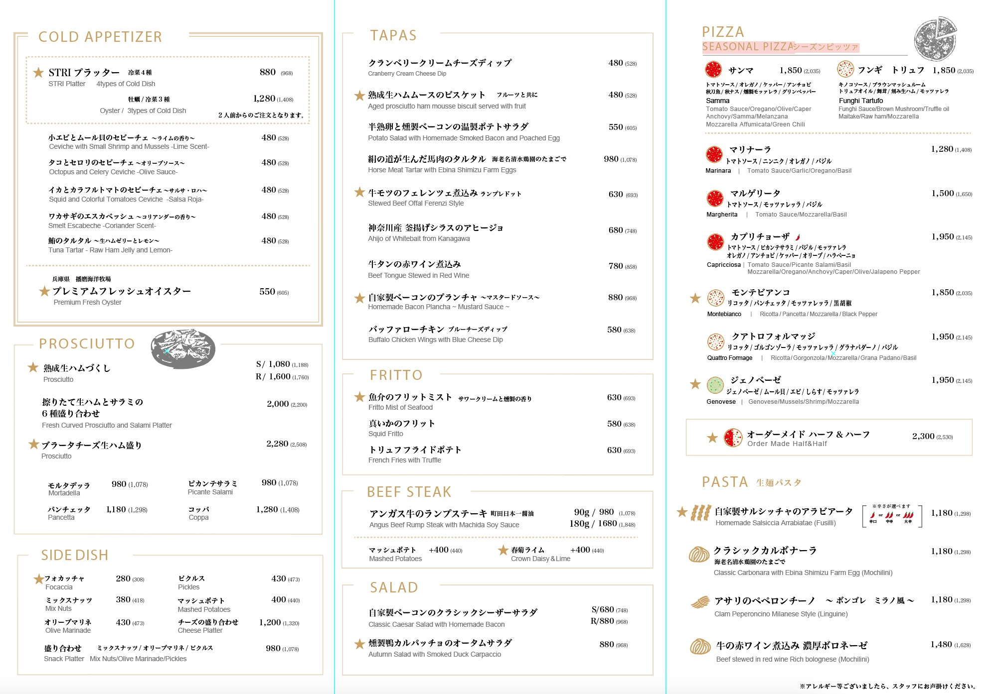 COLD APPETIZER
STRI プラッター 冷菜4種 880 (968)
STRI Platter 4types of Cold Dish
牡蠣 / 冷菜3種 1,280 (1,408)
Oyster / 3types of Cold Dish
2人前からのご注文となります。
小エビとムール貝のセビーチェ ～ライムの香り～ 480 (528)
Ceviche with Small Shrimp and Mussels -Lime Scent-
タコとセロリのセビーチェ ～オリーブソース～ 480 (528)
Octopus and Celery Ceviche -Olive Sauce-
イカとカラフルトマトのセビーチェ ～サルサ・ロハ～ 480 (528)
Squid and Colorful Tomatoes Ceviche -Salsa Roja-
ワカサギのエスカベッシュ ～コリアンダーの香り～ 480 (528)
Smelt Escabeche -Coriander Scent-
鮪のタルタル ～生ハムゼリーとレモン～ 480 (528)
Tuna Tartar - Raw Ham Jelly and Lemon-
兵庫県 播磨海洋牧場
プレミアムフレッシュオイスター 550 (605)
Premium Fresh Oyster
PROSCIUTTO
熟成生ハムづくし S/ 1,080 (1,188)
Prosciutto R/ 1,600 (1,760)
擦りたて生ハムとサラミの
6種盛り合わせ 2,000 (2,200)
Fresh Curved Prosciutto and Salami Platter
ブラータチーズ生ハム盛り 2,280 (2,508)
Prosciutto
モルタデッラ 980 (1,078) ピカンテサラミ 980 (1,078)
Mortadella Picante Salami
パンチェッタ 1,180 (1,298) コッパ 1,280 (1,408)
Pancetta Coppa
SIDE DISH
フォカッチャ 280 (308) ピクルス 430 (473)
Focaccia Pickles
ミックスナッツ 380 (418) マッシュポテト 400 (440)
Mix Nuts Mashed Potatoes
オリーブマリネ 430 (473) チーズの盛り合わせ 1,200 (1,320)
Olive Marinade Cheese Platter
盛り合わせ ミックスナッツ / オリーブマリネ / ピクルス 980 (1,078)
Snack Platter Mix Nuts/Olive Marinade/Pickles
TAPAS
クランベリークリームチーズディップ 480 (528)
Cranberry Cream Cheese Dip
熟成生ハムムースのビスケット フルーツと共に 480 (528)
Aged prosciutto ham mousse biscuit served with fruit
半熟卵と燻製ベーコンの温製ポテトサラダ 550 (605)
Potato Salad with Homemade Smoked Bacon and Poached Egg
絹の道が生んだ馬肉のタルタル 海老名清水鶏園のたまごで 980 (1,078)
Horse Meat Tartar with Ebina Shimizu Farm Eggs
牛モツのフェレンツェ煮込み ランプレドット 630 (693)
Stewed Beef Offal Ferenzi Style
神奈川産 釜揚げシラスのアヒージョ 680 (748)
Ahijo of Whitebait from Kanagawa
牛タンの赤ワイン煮込み 780 (858)
Beef Tongue Stewed in Red Wine
自家製ベーコンのプランチャ ～マスタードソース～ 880 (968)
Homemade Bacon Plancha ~ Mustard Sauce ~
バッファローチキン ブルーチーズディップ 580 (638)
Buffalo Chicken Wings with Blue Cheese Dip
FRITTO
魚介のフリットミスト サワークリームと燻製の香り 630 (693)
Fritto Mist of Seafood
真いかのフリット 580 (638)
Squid Fritto
トリュフフライドポテト 630 (693)
French Fries with Truffle
BEEF STEAK
アンガス牛のランプステーキ 町田日本一醤油 90g / 980 (1,078)
Angus Beef Rump Steak with Machida Soy Sauce 180g / 1680 (1,848)
マッシュポテト +400 (440) 春菊ライム +400 (440)
Mashed Potatoes Crown Daisy & Lime
SALAD
自家製ベーコンのクラシックシーザーサラダ S/680 (748)
Classic Caesar Salad with Homemade Bacon R/880 (968)
燻製鴨カルパッチョのオータムサラダ 880 (968)
Autumn Salad with Smoked Duck Carpaccio
PIZZA
SEASONAL PIZZAシーズンピッツァ
サンマ 1,850 (2,035)
トマトソース / オレガノ / ケッパー / アンチョビ
秋刀魚 / 秋ナス / 燻製モッァレラ / グリンペッパー
Samma
Tomato Sauce/Oregano/Olive/Caper
Anchovy/Samma/Melanzana
Mozzarella Affumicata/Green Chili
フンギ トリュフ 1,850 (2,035)
キノコソース / ブラウンマッシュルーム
トリュフオイル / 舞茸 / 刻み生ハム / モッツァレラ
Funghi Tartufo
Funghi Sauce/Brown Mushroom/Truffle oil
Maitake/Raw ham/Mozzarella
マリナーラ 1,280 (1,408)
トマトソース / ニンニク / オレガノ / バジル
Marinara | Tomato Sauce/Garlic/Oregano/Basil
マルゲリータ 1,500 (1,650)
トマトソース / モッツァレッラ / バジル
Margherita | Tomato Sauce/Mozzarella/Basil
カプリチョーザ 1,950 (2,145)
トマトソース / ピカンテサラミ / バジル / モッツァレラ
オレガノ / アンチョビ / ケッパー / オリーブ / ハラペーニョ
Capricciosa | Tomato Sauce/Picante Salami/Basil
Mozzarella/Oregano/Anchovy/Caper/Olive/Jalapeno Pepper
モンテビアンコ 1,850 (2,035)
リコッタ / パンチェッタ / モッツァレッラ / 黒胡椒
Montebianco | Ricotta / Pancetta / Mozzarella / Black Pepper
クアトロフォルマッジ 1,950 (2,145)
リコッタ / ゴルゴンゾーラ / モッツァレッラ / グラナパダーノ / バジル
Quattro Formage | Ricotta/Gorgonzola/Mozzarella/Grana Padano/Basil
ジェノベーゼ 1,950 (2,145)
ジェノベーゼ / ムール貝 / エビ / しらす / モッツァレラ
Genovese | Genovese/Mussels/Shrimp/Mozzarella
オーダーメイド ハーフ & ハーフ 2,300 (2,530)
Order Made Half&Half
PASTA 生麺パスタ
自家製サルシッチャのアラビアータ 1,180 (1,298)
Homemade Salsiccia Arrabiatae (Fusilli)
※辛さが選べます
or or
辛口 中辛 大辛
クラシックカルボナーラ 1,180 (1,298)
海老名清水鶏園のたまごで
Classic Carbonara with Ebina Shimizu Farm Egg (Mochilini)
アサリのペペロンチーノ ～ ボンゴレ ミラノ風 ～ 1,180 (1,298)
Clam Peperoncino Milanese Style (Linguine)
牛の赤ワイン煮込み 濃厚ボロネーゼ 1,480 (1,628)
Beef stewed in red wine Rich bolognese (Mochilini)
※アレルギー等ございましたら、スタッフにお声掛けください。